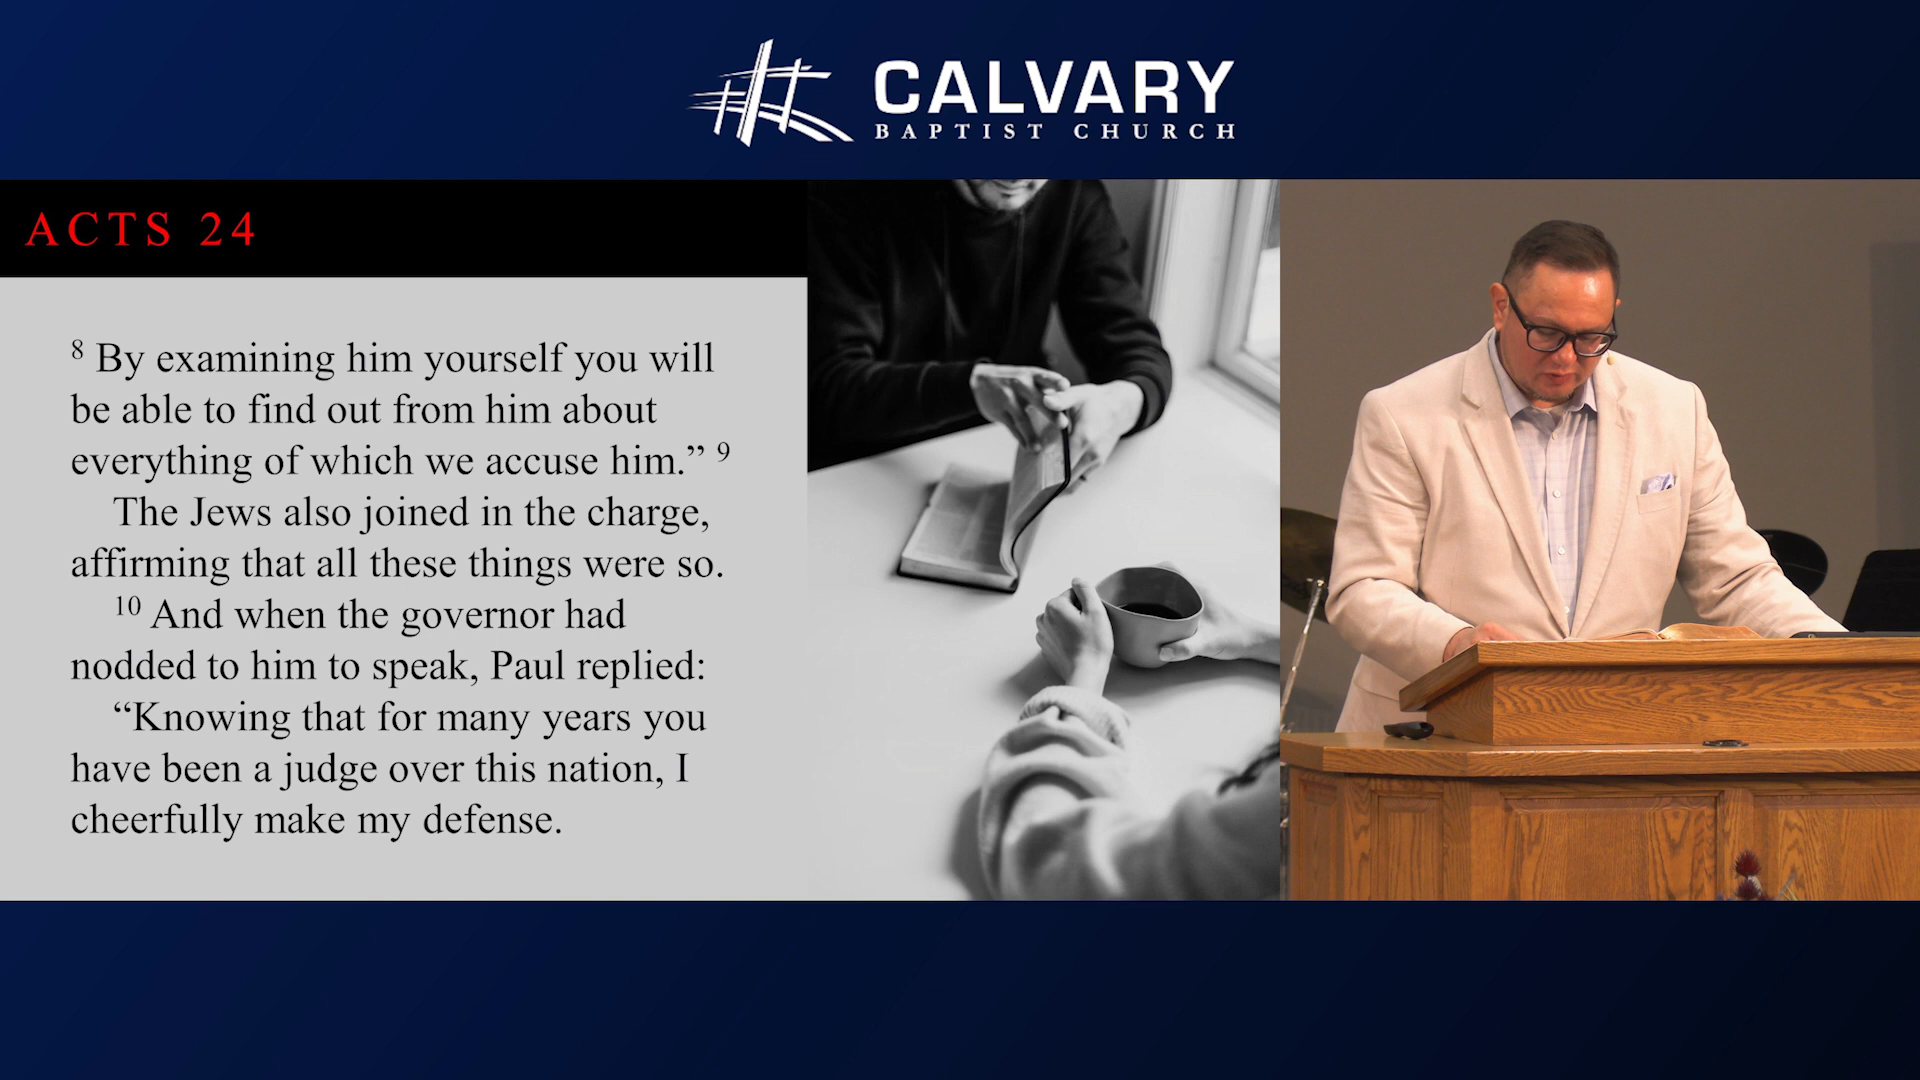 CALVARY
BAPTIST CHURCH
ACTS 24
8 By examining him yourself you will
be able to find out from him about
everything of which we accuse him.” 9
The Jews also joined in the charge,
affirming that all these things were so.
10 And when the governor had
nodded to him to speak, Paul replied:
“Knowing that for many years you
have been a judge over this nation, I
cheerfully make my defense.